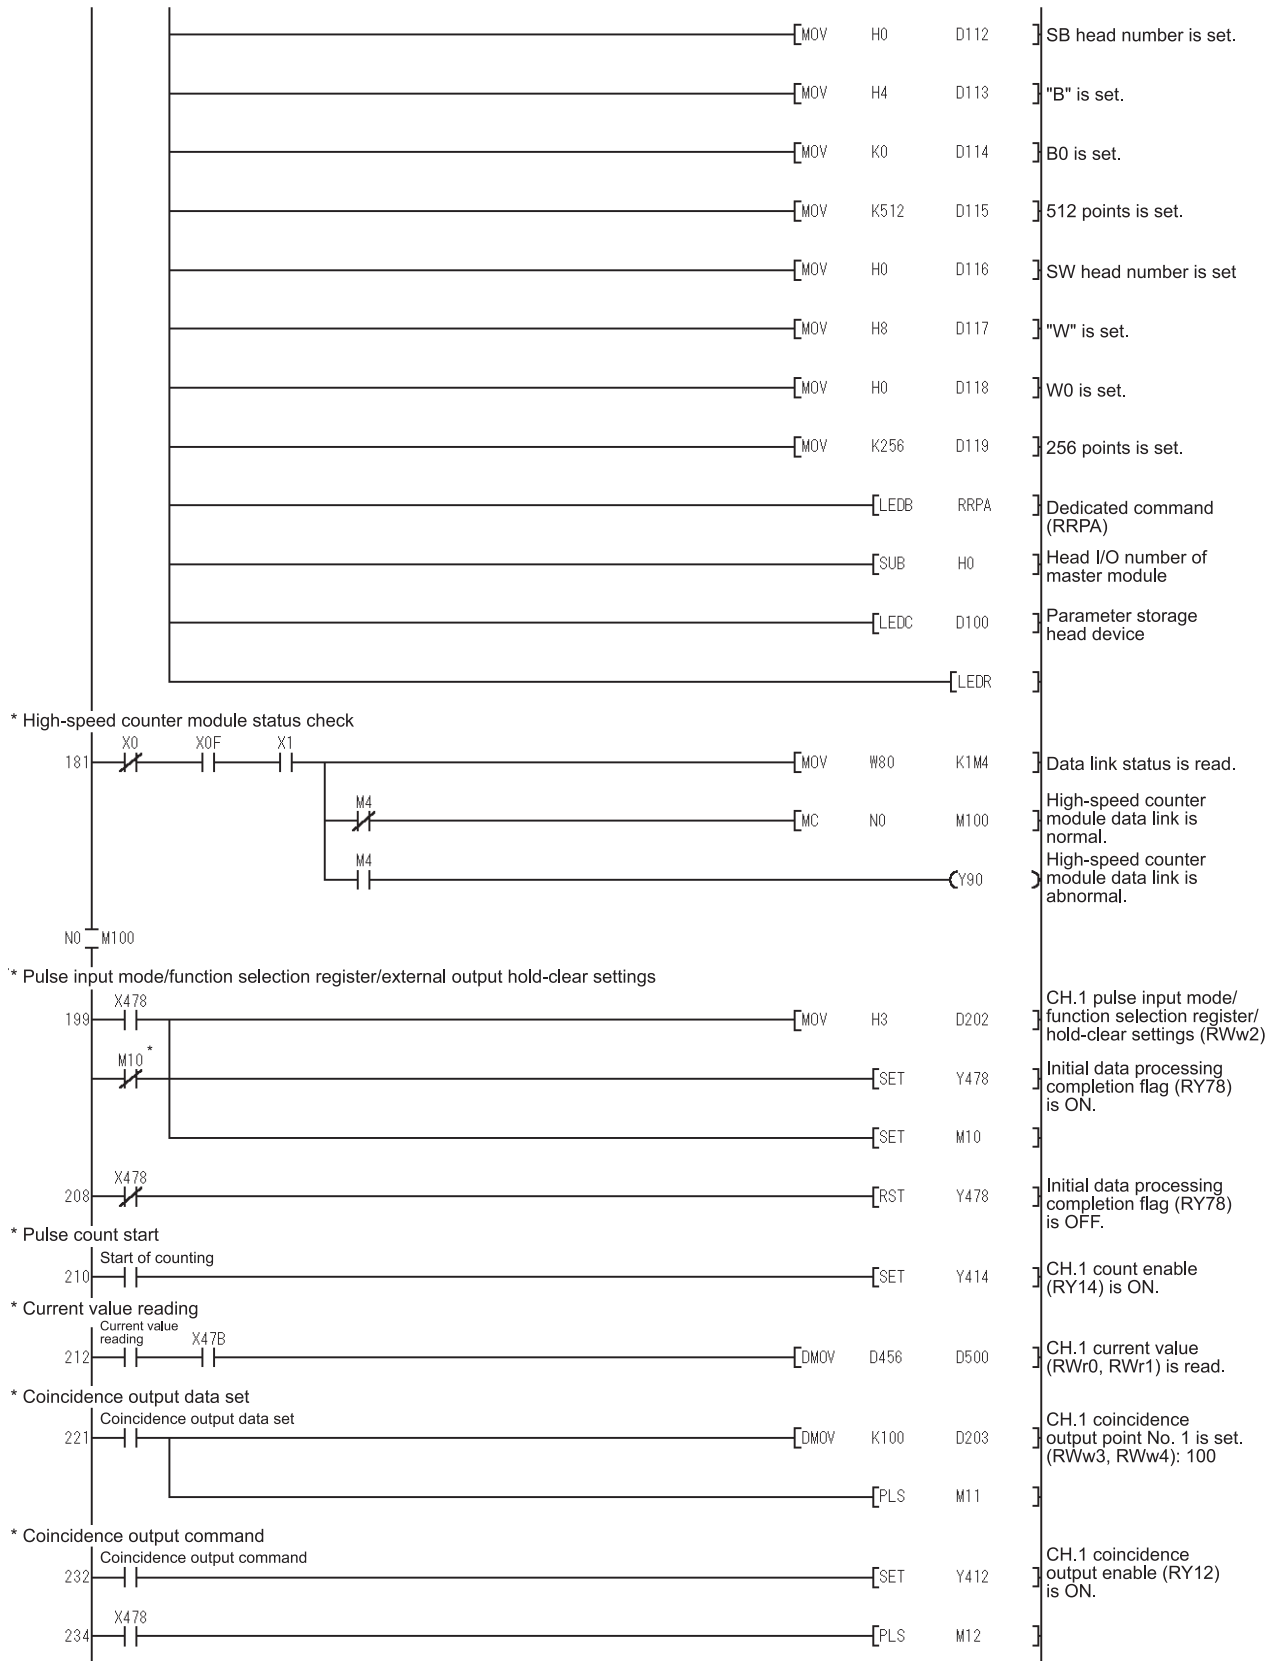 MOV H0 D112 SB head number is set.
MOV H4 D113 "B" is set.
MOV K0 D114 B0 is set.
MOV K512 D115 512 points is set.
MOV H0 D116 SW head number is set
MOV H8 D117 "W" is set.
MOV H0 D118 W0 is set.
MOV K256 D119 256 points is set.
LEDB RRPA Dedicated command
(RRPA)
SUB H0 Head I/O number of
master module
LEDC D100 Parameter storage
head device
LEDR
* High-speed counter module status check
X0 X0F X1
181 MOV W80 K1M4 Data link status is read.
M4
MC N0 M100 High-speed counter
module data link is
normal.
M4
Y90 High-speed counter
module data link is
abnormal.
N0 M100
* Pulse input mode/function selection register/external output hold-clear settings
X478
199 MOV H3 D202 CH.1 pulse input mode/
function selection register/
hold-clear settings (RWw2)
M10 *
SET Y478 Initial data processing
completion flag (RY78)
is ON.
SET M10
X478
208 RST Y478 Initial data processing
completion flag (RY78)
is OFF.
* Pulse count start
Start of counting
210 SET Y414 CH.1 count enable
(RY14) is ON.
* Current value reading
Current value
reading X47B
212 DMOV D456 D500 CH.1 current value
(RWr0, RWr1) is read.
* Coincidence output data set
Coincidence output data set
221 DMOV K100 D203 CH.1 coincidence
output point No. 1 is set.
(RWw3, RWw4): 100
PLS M11
* Coincidence output command
Coincidence output command
232 SET Y412 CH.1 coincidence
output enable (RY12)
is ON.
X478
234 PLS M12